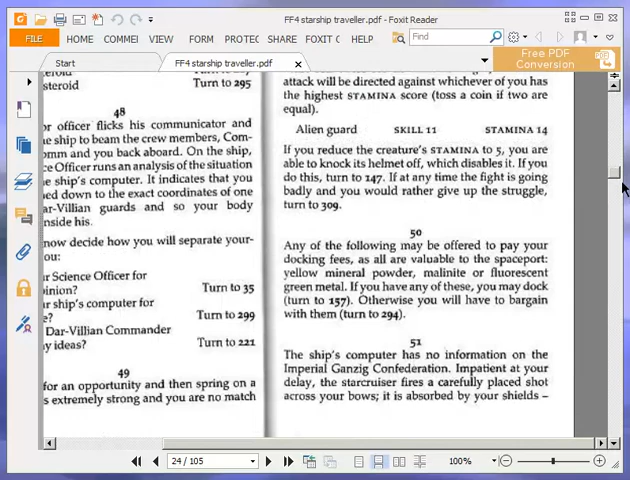 FF4 starship traveller.pdf - Foxit Reader
FILE HOME COMMEI VIEW FORM PROTEC SHARE FOXIT C HELP Find
Start FF4 starship traveller.pdf Free PDF Conversion
steroid Turn to 295
48
or officer flicks his communicator and
e ship to beam the crew members, Com-
omm and you back aboard. On the ship,
ce Officer runs an analysis of the situation
e ship's computer. It indicates that you
ned down to the exact coordinates of one
ar-Villian guards and so your body
nside his.
now decide how you will separate your-
ou:
r Science Officer for
pinion? Turn to 35
ur ship's computer for
e? Turn to 299
Dar-Villian Commander
y ideas? Turn to 221
49
for an opportunity and then spring on a
s extremely strong and you are no match
attack will be directed against whichever of you has
the highest STAMINA score (toss a coin if two are
equal).
Alien guard SKILL 11 STAMINA 14
If you reduce the creature's STAMINA to 5, you are
able to knock its helmet off, which disables it. If you
do this, turn to 147. If at any time the fight is going
badly and you would rather give up the struggle,
turn to 309.
50
Any of the following may be offered to pay your
docking fees, as all are valuable to the spaceport:
yellow mineral powder, malinite or fluorescent
green metal. If you have any of these, you may dock
(turn to 157). Otherwise you will have to bargain
with them (turn to 294).
51
The ship's computer has no information on the
Imperial Ganzig Confederation. Impatient at your
delay, the starcruiser fires a carefully placed shot
across your bows; it is absorbed by your shields –
24 / 105 100%